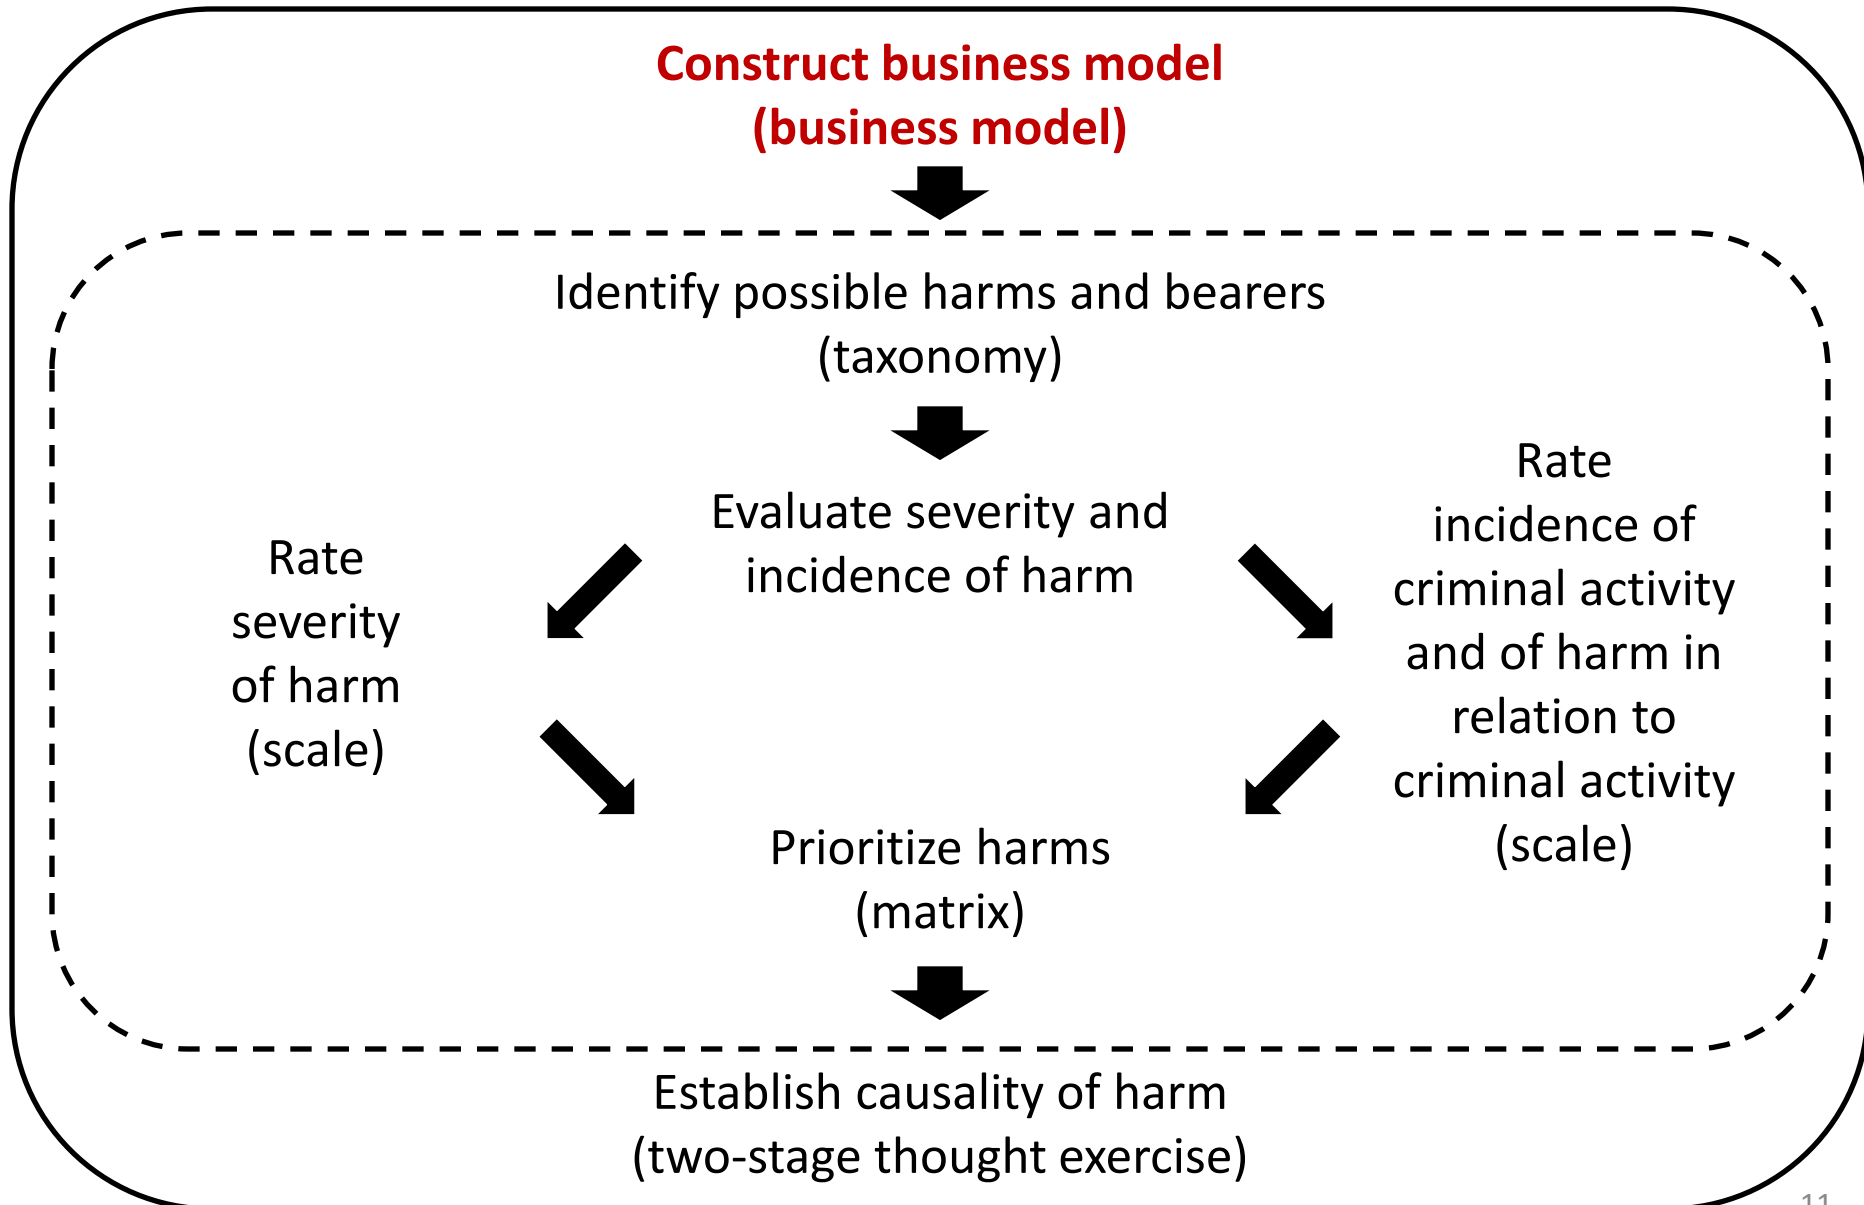 Construct business model
(business model)
Identify possible harms and bearers
(taxonomy)
Evaluate severity and
incidence of harm
Rate
severity
of harm
(scale)
Rate
incidence of
criminal activity
and of harm in
relation to
criminal activity
(scale)
Prioritize harms
(matrix)
Establish causality of harm
(two-stage thought exercise)
11